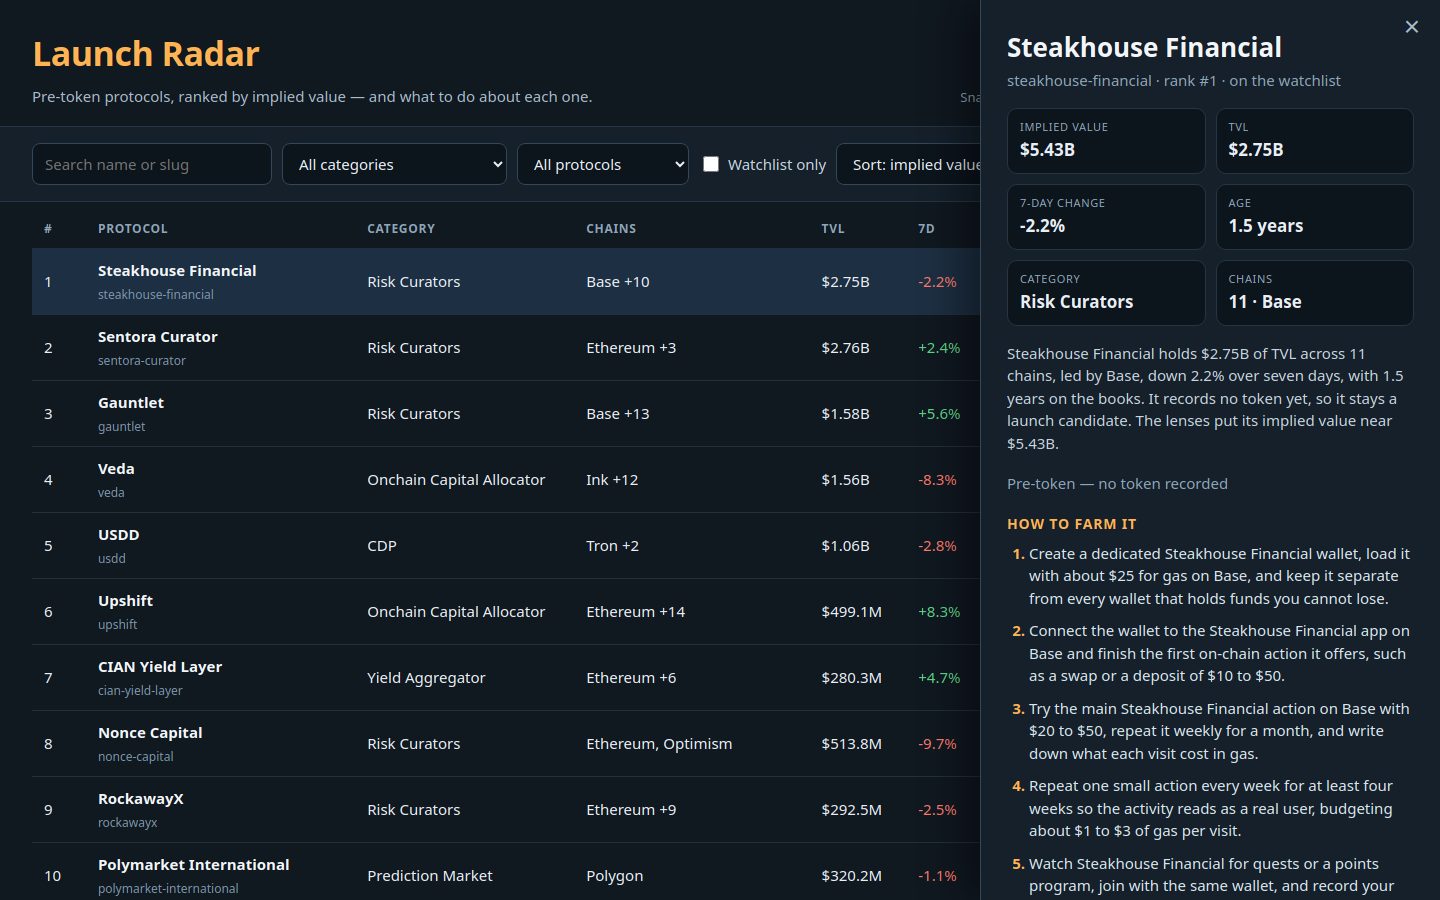 Launch Radar
Pre-token protocols, ranked by implied value — and what to do about each one.
Sna
Search name or slug
All categories
All protocols
Watchlist only
Sort: implied value
# PROTOCOL CATEGORY CHAINS TVL 7D
1 Steakhouse Financial Risk Curators Base +10 $2.75B -2.2%
steakhouse-financial
2 Sentora Curator Risk Curators Ethereum +3 $2.76B +2.4%
sentora-curator
3 Gauntlet Risk Curators Base +13 $1.58B +5.6%
gauntlet
4 Veda Onchain Capital Allocator Ink +12 $1.56B -8.3%
veda
5 USDD CDP Tron +2 $1.06B -2.8%
usdd
6 Upshift Onchain Capital Allocator Ethereum +14 $499.1M +8.3%
upshift
7 CIAN Yield Layer Yield Aggregator Ethereum +6 $280.3M +4.7%
cian-yield-layer
8 Nonce Capital Risk Curators Ethereum, Optimism $513.8M -9.7%
nonce-capital
9 RockawayX Risk Curators Ethereum +9 $292.5M -2.5%
rockawayx
10 Polymarket International Prediction Market Polygon $320.2M -1.1%
polymarket-international
✕
Steakhouse Financial
steakhouse-financial · rank #1 · on the watchlist
IMPLIED VALUE
$5.43B
TVL
$2.75B
7-DAY CHANGE
-2.2%
AGE
1.5 years
CATEGORY
Risk Curators
CHAINS
11 · Base
Steakhouse Financial holds $2.75B of TVL across 11
chains, led by Base, down 2.2% over seven days, with 1.5
years on the books. It records no token yet, so it stays a
launch candidate. The lenses put its implied value near
$5.43B.
Pre-token — no token recorded
HOW TO FARM IT
1. Create a dedicated Steakhouse Financial wallet, load it
with about $25 for gas on Base, and keep it separate
from every wallet that holds funds you cannot lose.
2. Connect the wallet to the Steakhouse Financial app on
Base and finish the first on-chain action it offers, such
as a swap or a deposit of $10 to $50.
3. Try the main Steakhouse Financial action on Base with
$20 to $50, repeat it weekly for a month, and write
down what each visit cost in gas.
4. Repeat one small action every week for at least four
weeks so the activity reads as a real user, budgeting
about $1 to $3 of gas per visit.
5. Watch Steakhouse Financial for quests or a points
program, join with the same wallet, and record your